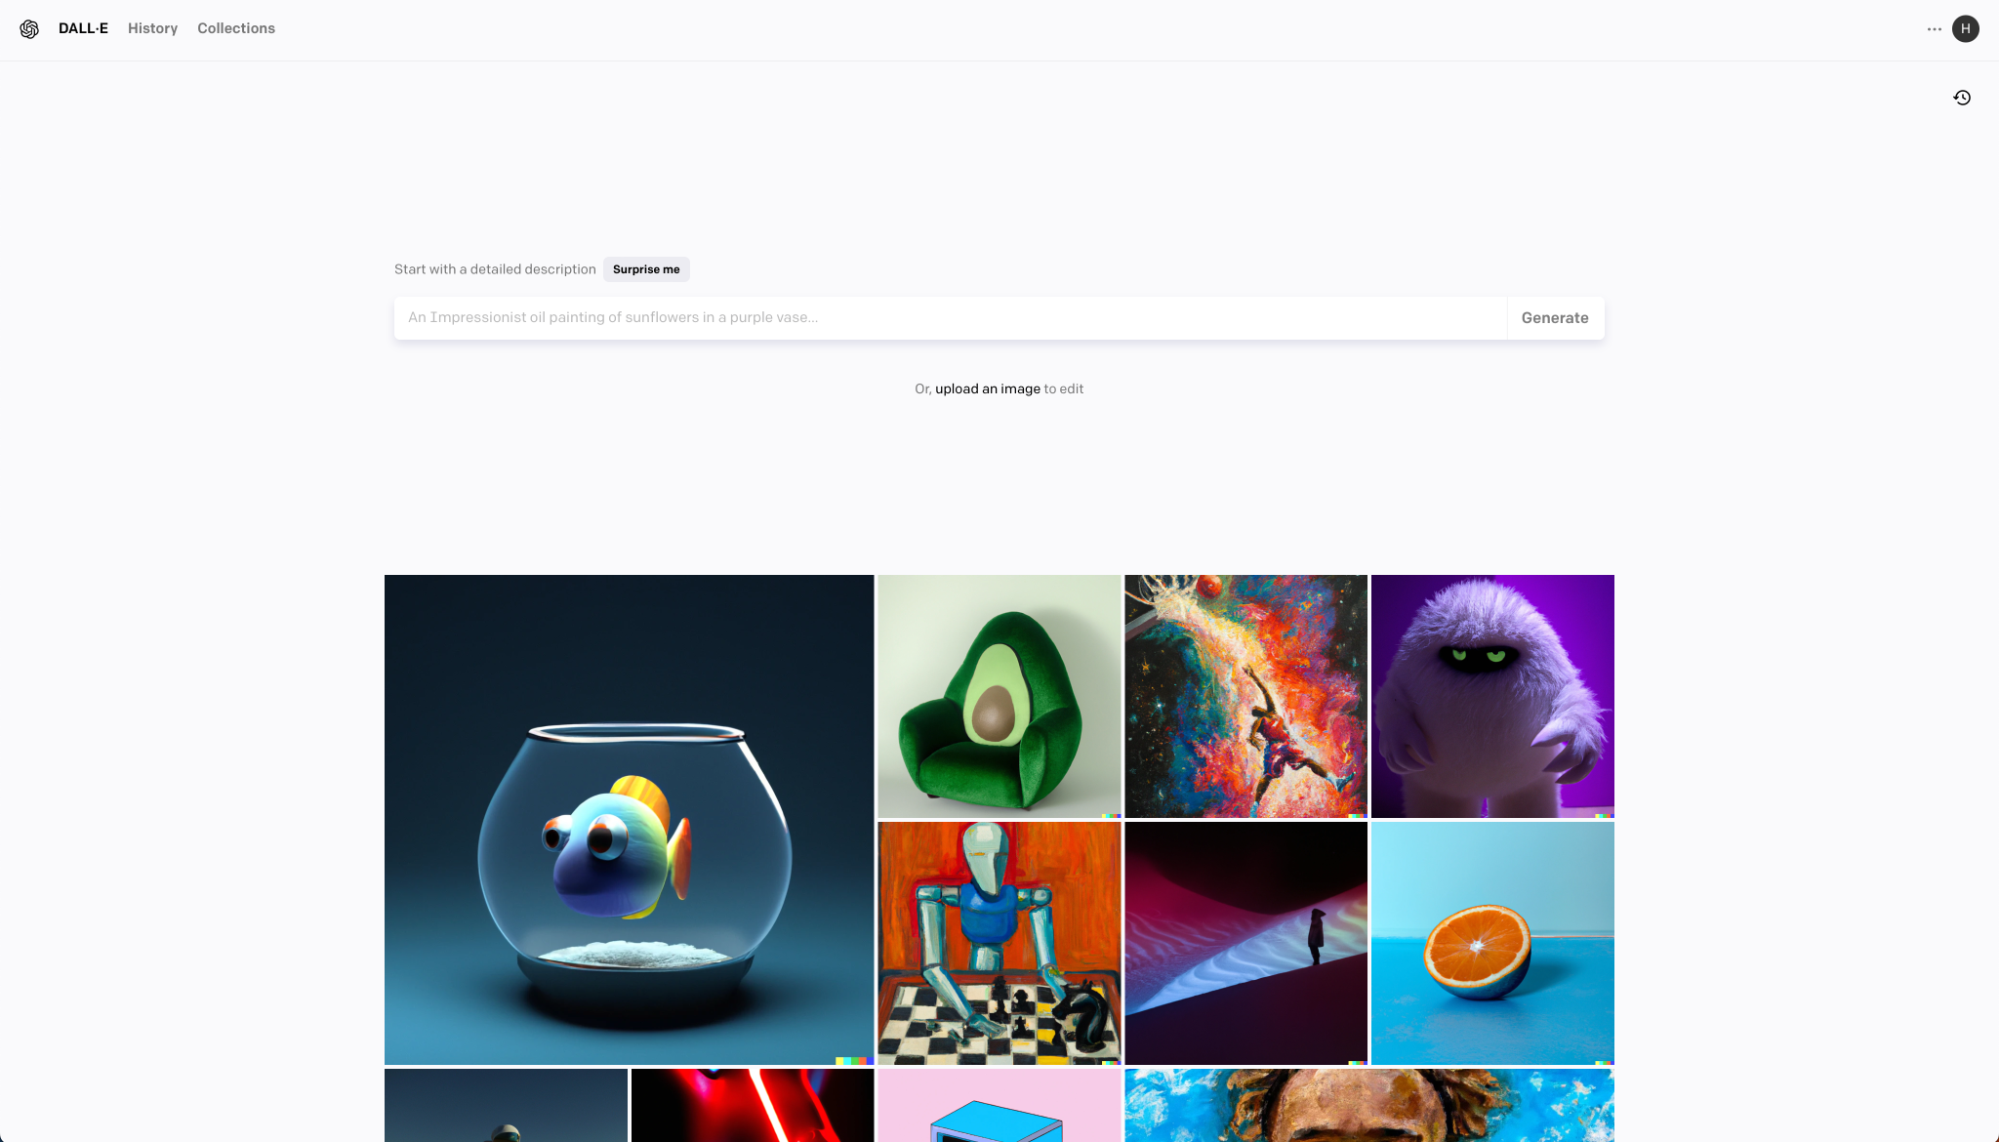 DALL·E History Collections
··· H
Start with a detailed description Surprise me
An Impressionist oil painting of sunflowers in a purple vase...
Generate
Or, upload an image to edit